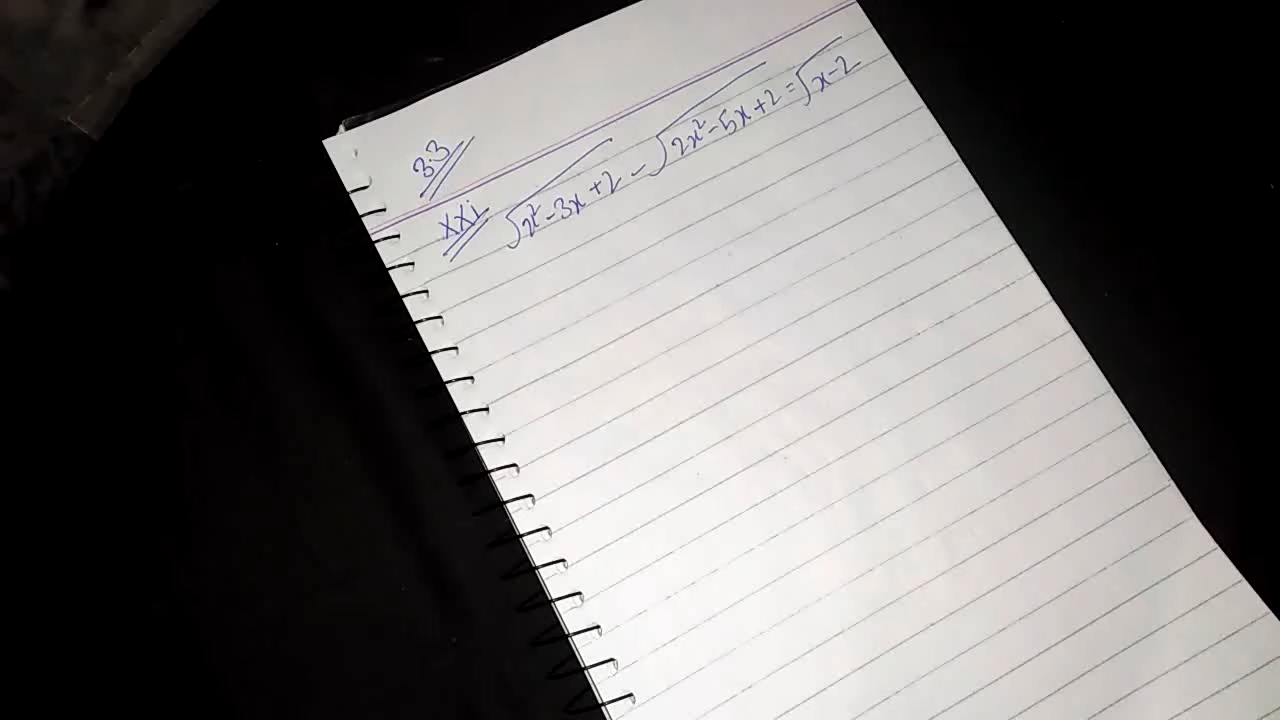 3.3
xxi √x²-3x+2 - √2x²-5x+2 = √x-2